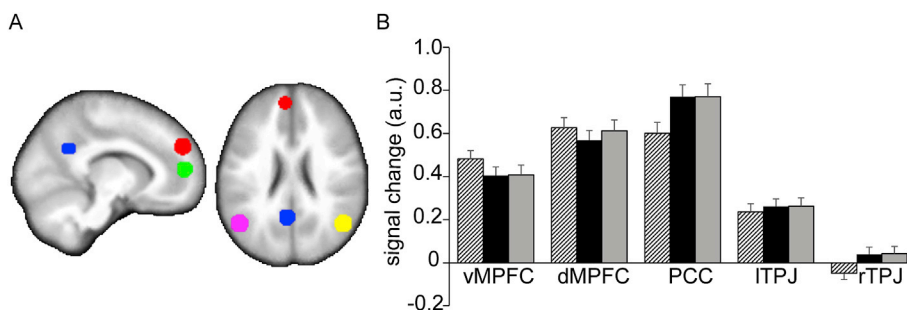 A
B
signal change (a.u.)
1.0
0.8
0.6
0.4
0.2
0
-0.2
vMPFC dMPFC PCC lTPJ rTPJ